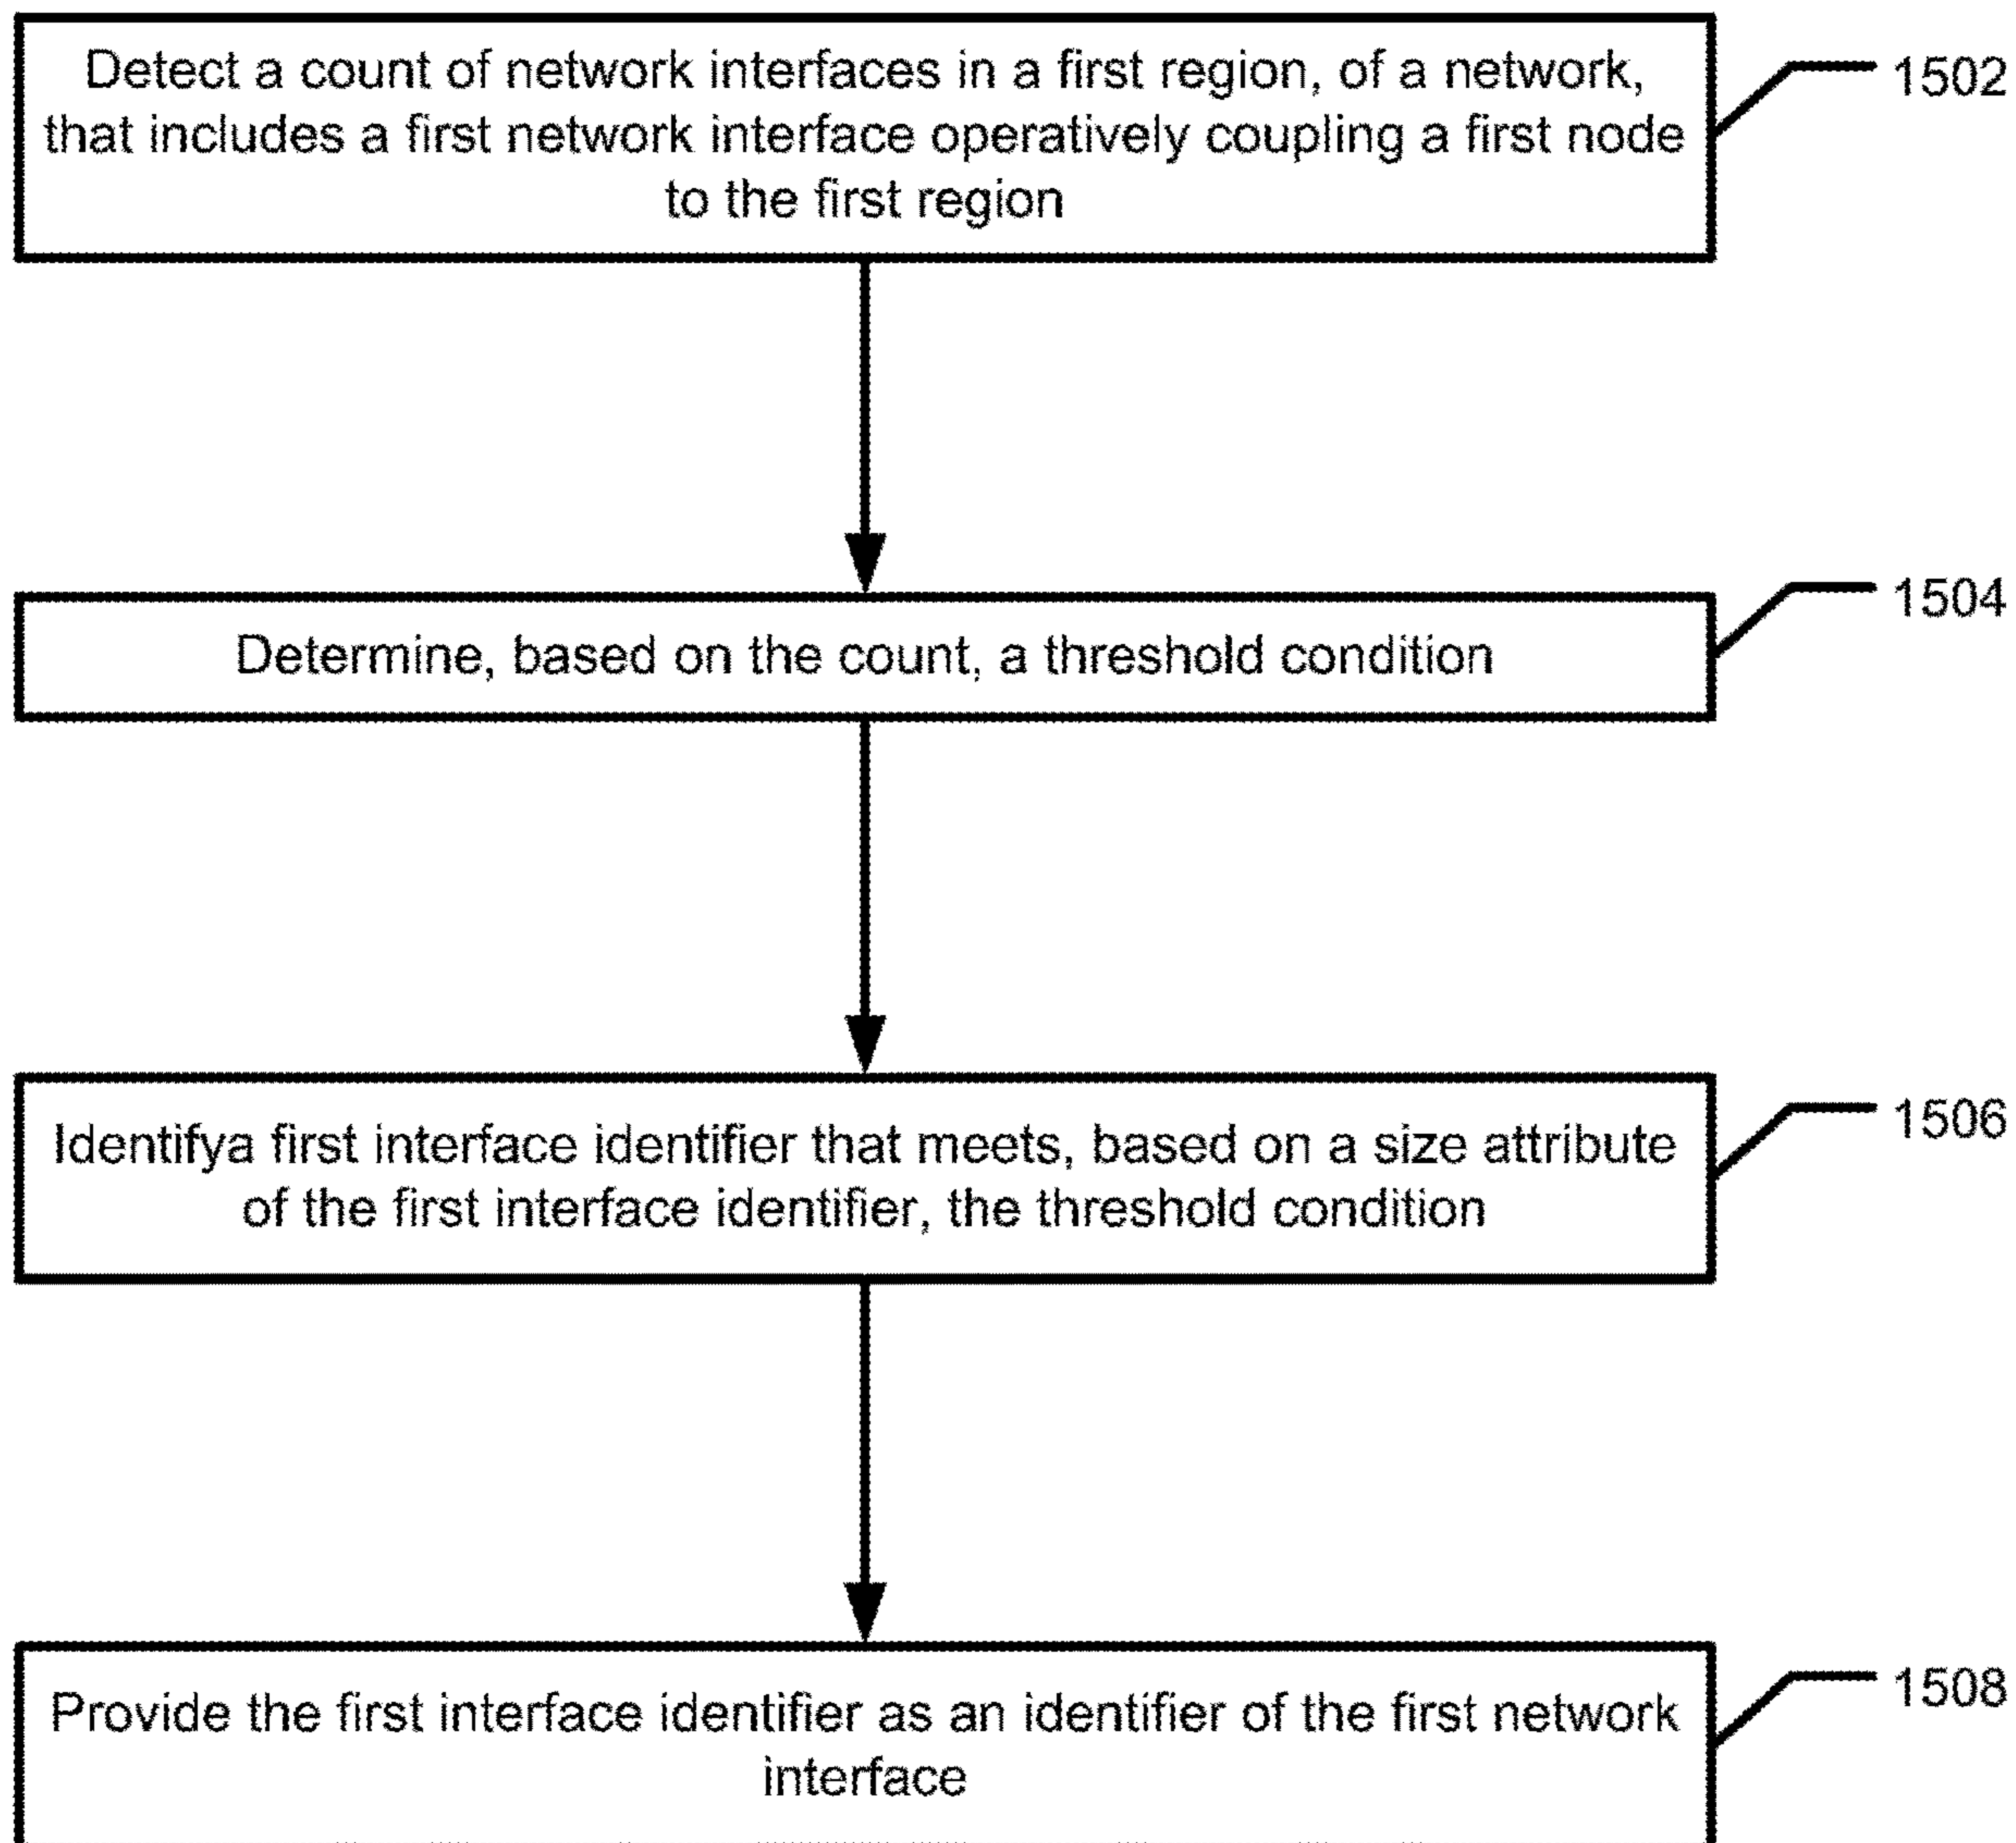 Detect a count of network interfaces in a first region, of a network,
1502
that includes a first network interface operatively coupling a first node
to the first region
1504
Determine, based on the count, a threshold condition
1506
Identifya first interface identifier that meets, based on a size attribute
of the first interface identifier, the threshold condition
1508
Provide the first interface identifier as an identifier of the first network
interface